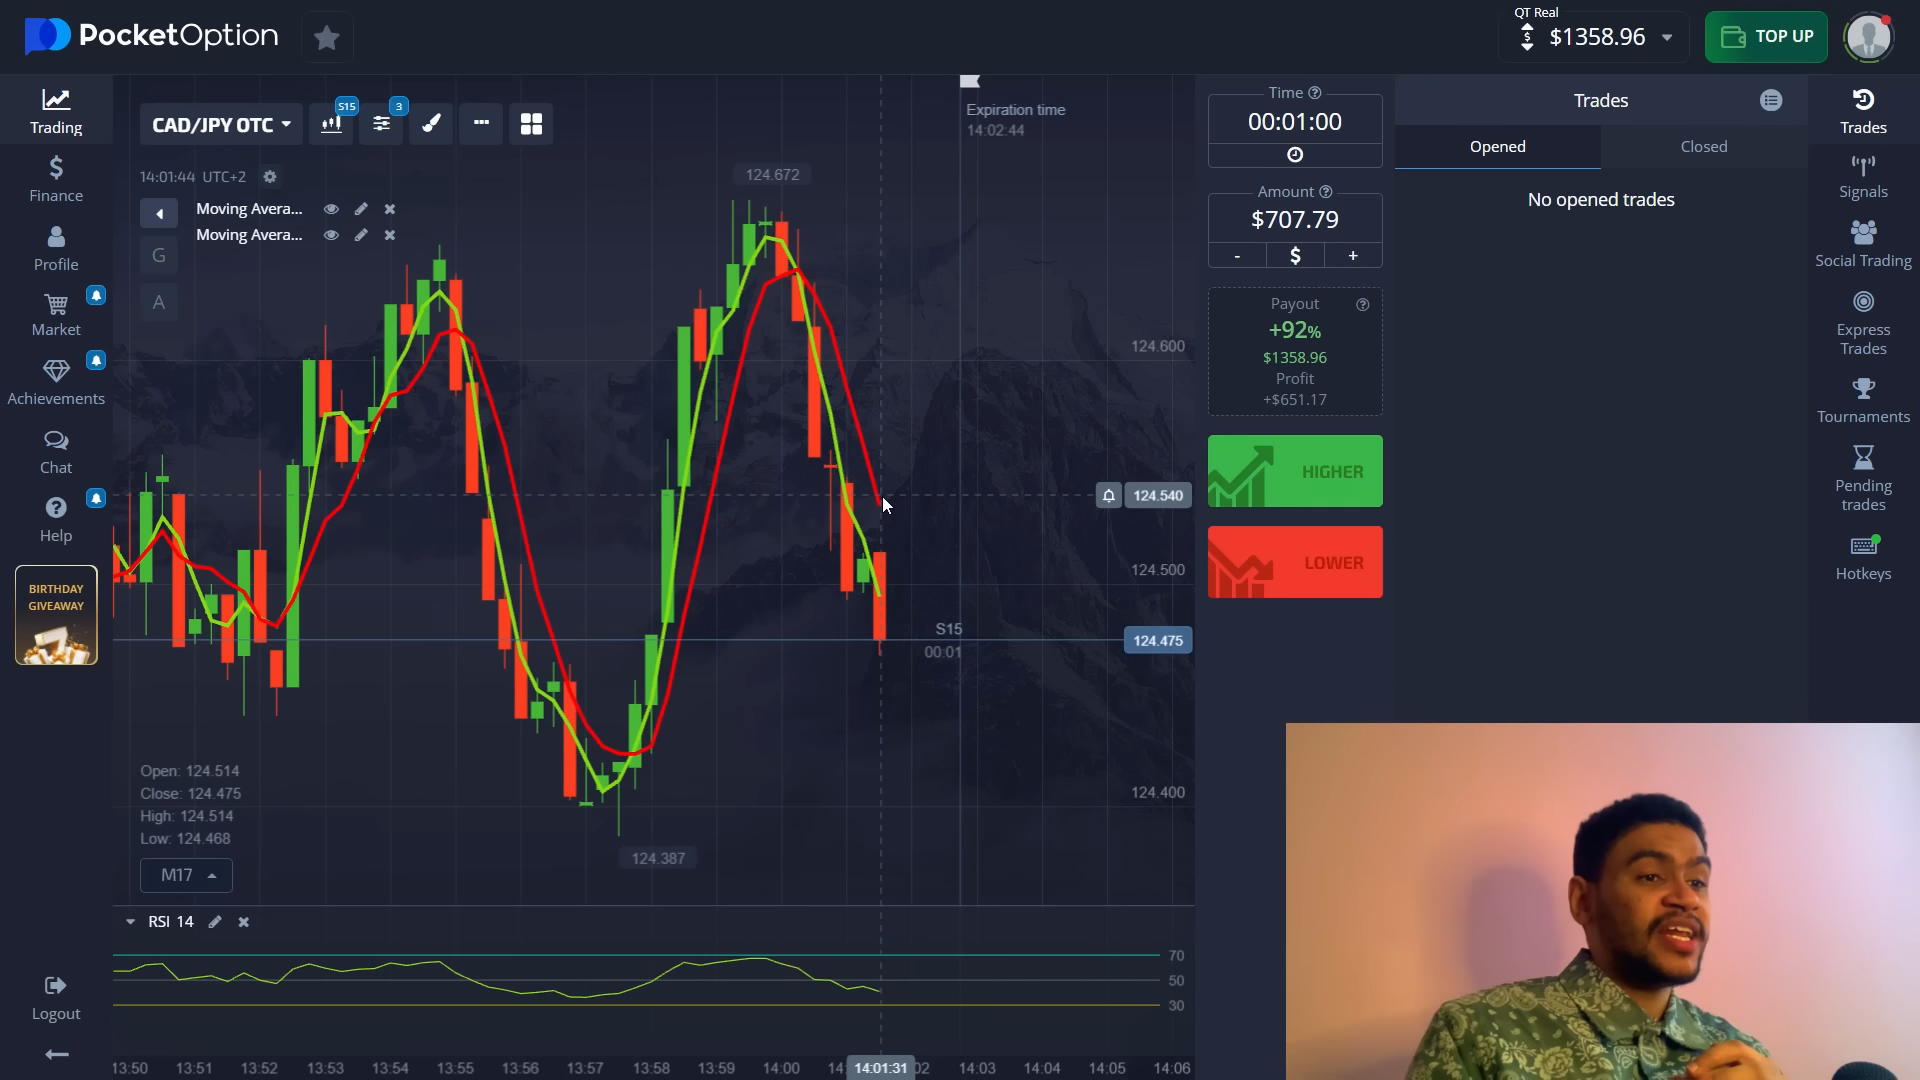 PocketOption
QT Real
$1358.96
TOP UP
Trading
Finance
Profile
Market
Achievements
Chat
Help
BIRTHDAY
GIVEAWAY
Logout
CAD/JPY OTC
S15
3
14:01:44 UTC+2
Moving Avera...
Moving Avera...
G
A
124.672
Expiration time
14:02:44
124.600
124.540
124.500
S15
00:01
124.475
124.400
124.387
Open: 124.514
Close: 124.475
High: 124.514
Low: 124.468
M17
RSI 14
70
50
30
13:50
13:51
13:52
13:53
13:54
13:55
13:56
13:57
13:58
13:59
14:00
14:
14:01:31
02
14:03
14:04
14:05
14:06
Time
00:01:00
Amount
$707.79
-
$
+
Payout
+92%
$1358.96
Profit
+$651.17
HIGHER
LOWER
Trades
Opened
Closed
No opened trades
Trades
Signals
Social Trading
Express
Trades
Tournaments
Pending
trades
Hotkeys